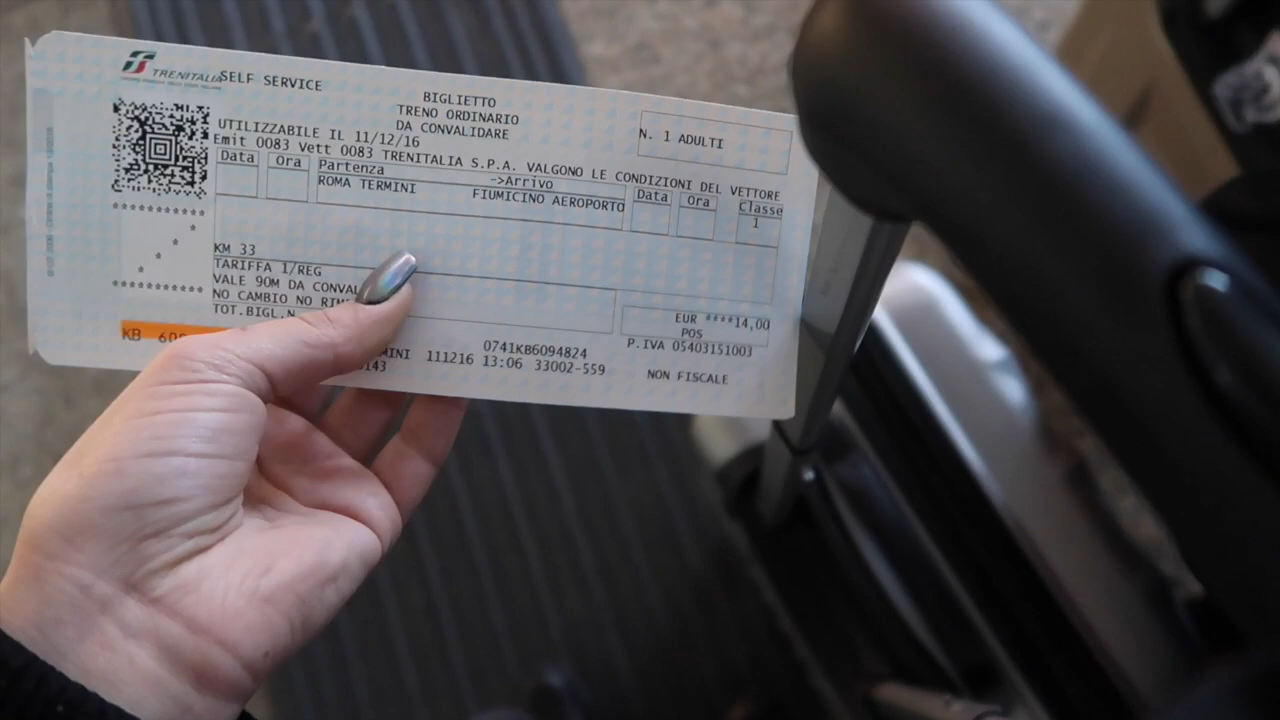 TRENITALIA
SELF SERVICE
BIGLIETTO
TRENO ORDINARIO
DA CONVALIDARE
N. 1 ADULTI
UTILIZZABILE IL 11/12/16
Emit 0083 Vett 0083 TRENITALIA S.P.A. VALGONO LE CONDIZIONI DEL VETTORE
Data Ora Partenza ->Arrivo Data Ora Classe
ROMA TERMINI FIUMICINO AEROPORTO 1
KM 33
TARIFFA 1/REG
VALE 90M DA CONVAL
NO CAMBIO NO RIM
TOT.BIGL.N
EUR ****14,00
POS
KB 60
0741KB6094824
P.IVA 05403151003
MINI 111216 13:06 33002-559
143
NON FISCALE